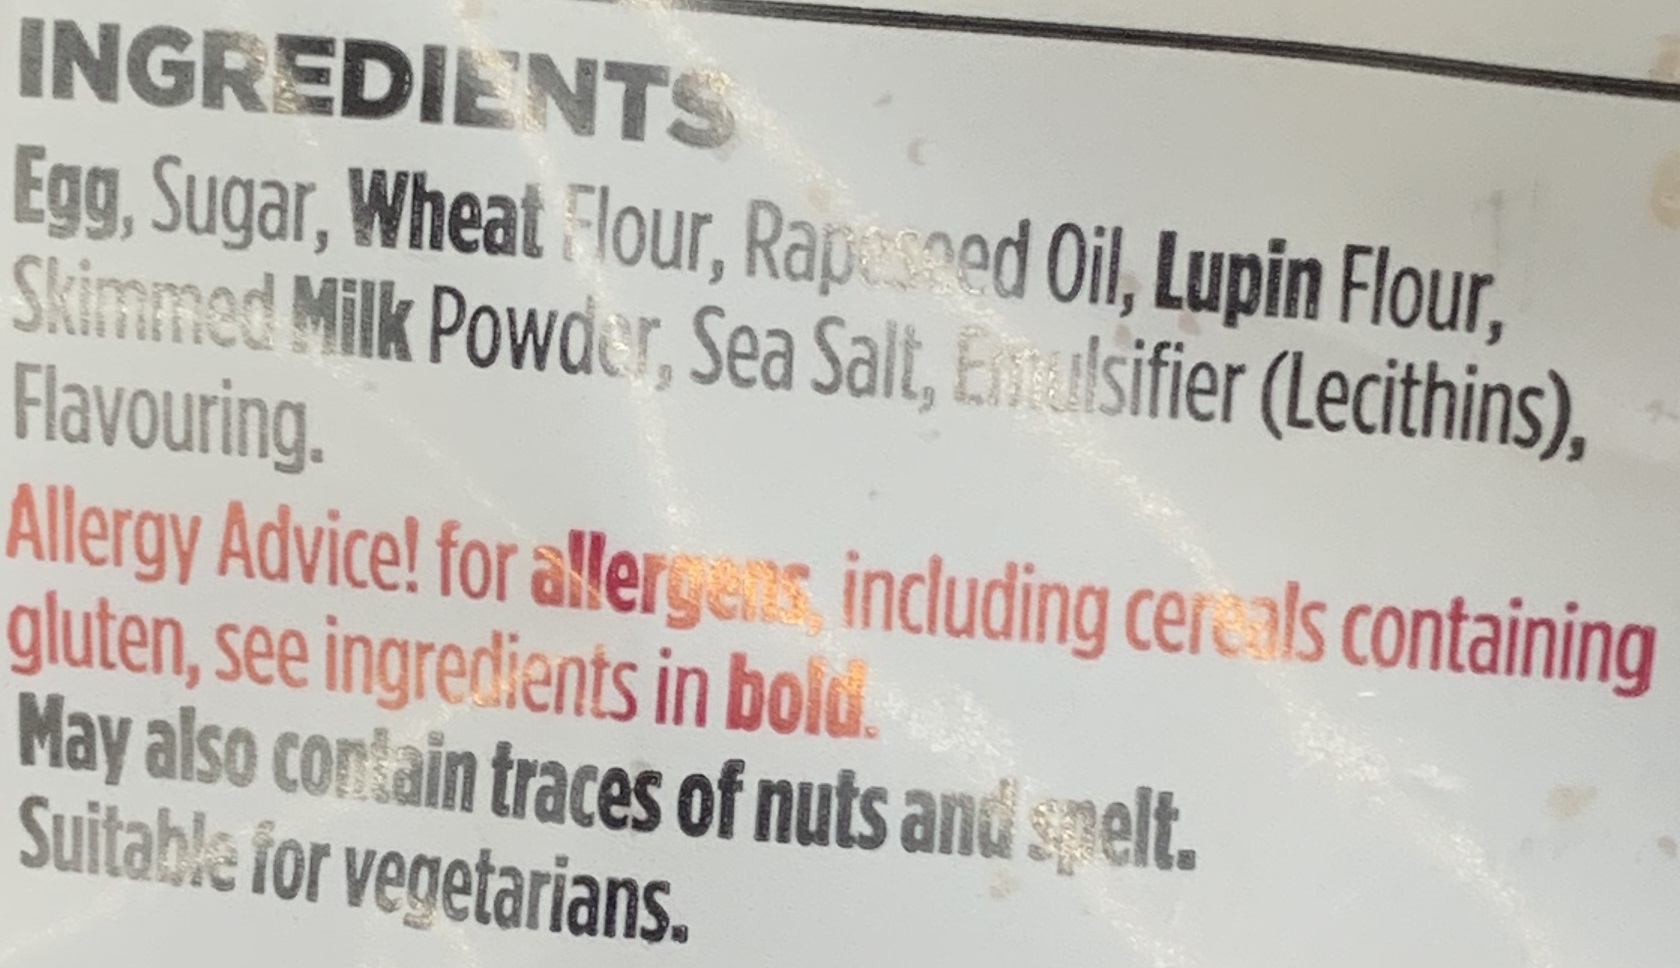 INGREDIENTS
Egg, Sugar, Wheat Flour, Rapeseed Oil, Lupin Flour,
Skimmed Milk Powder, Sea Salt, Emulsifier (Lecithins),
Flavouring.
Allergy Advice! for allergens, including cereals containing
gluten, see ingredients in bold.
May also contain traces of nuts and spelt.
Suitable for vegetarians.